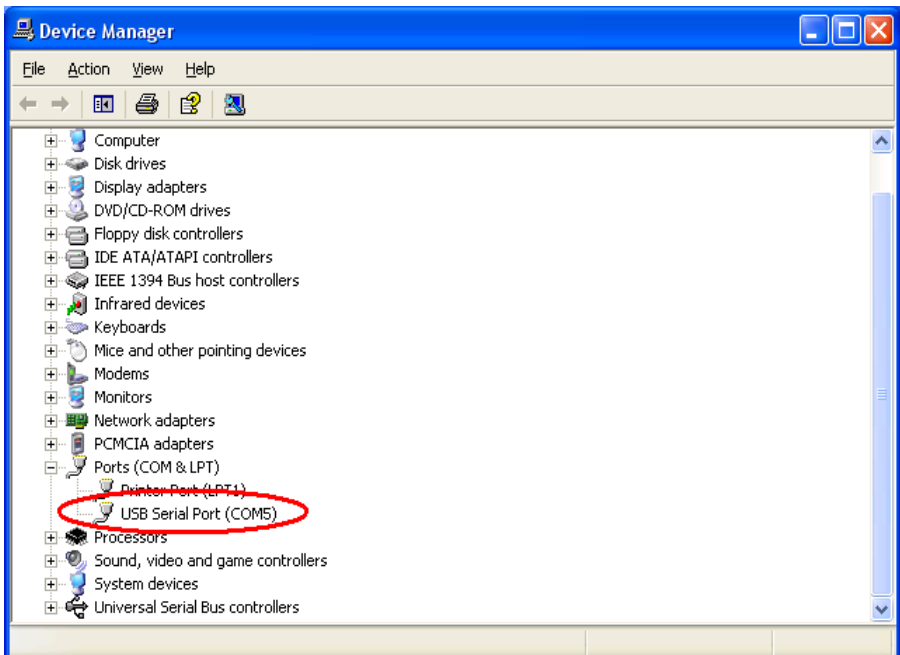 Device Manager
File Action View Help
Computer
Disk drives
Display adapters
DVD/CD-ROM drives
Floppy disk controllers
IDE ATA/ATAPI controllers
IEEE 1394 Bus host controllers
Infrared devices
Keyboards
Mice and other pointing devices
Modems
Monitors
Network adapters
PCMCIA adapters
Ports (COM & LPT)
Printer Port (LPT1)
USB Serial Port (COM5)
Processors
Sound, video and game controllers
System devices
Universal Serial Bus controllers